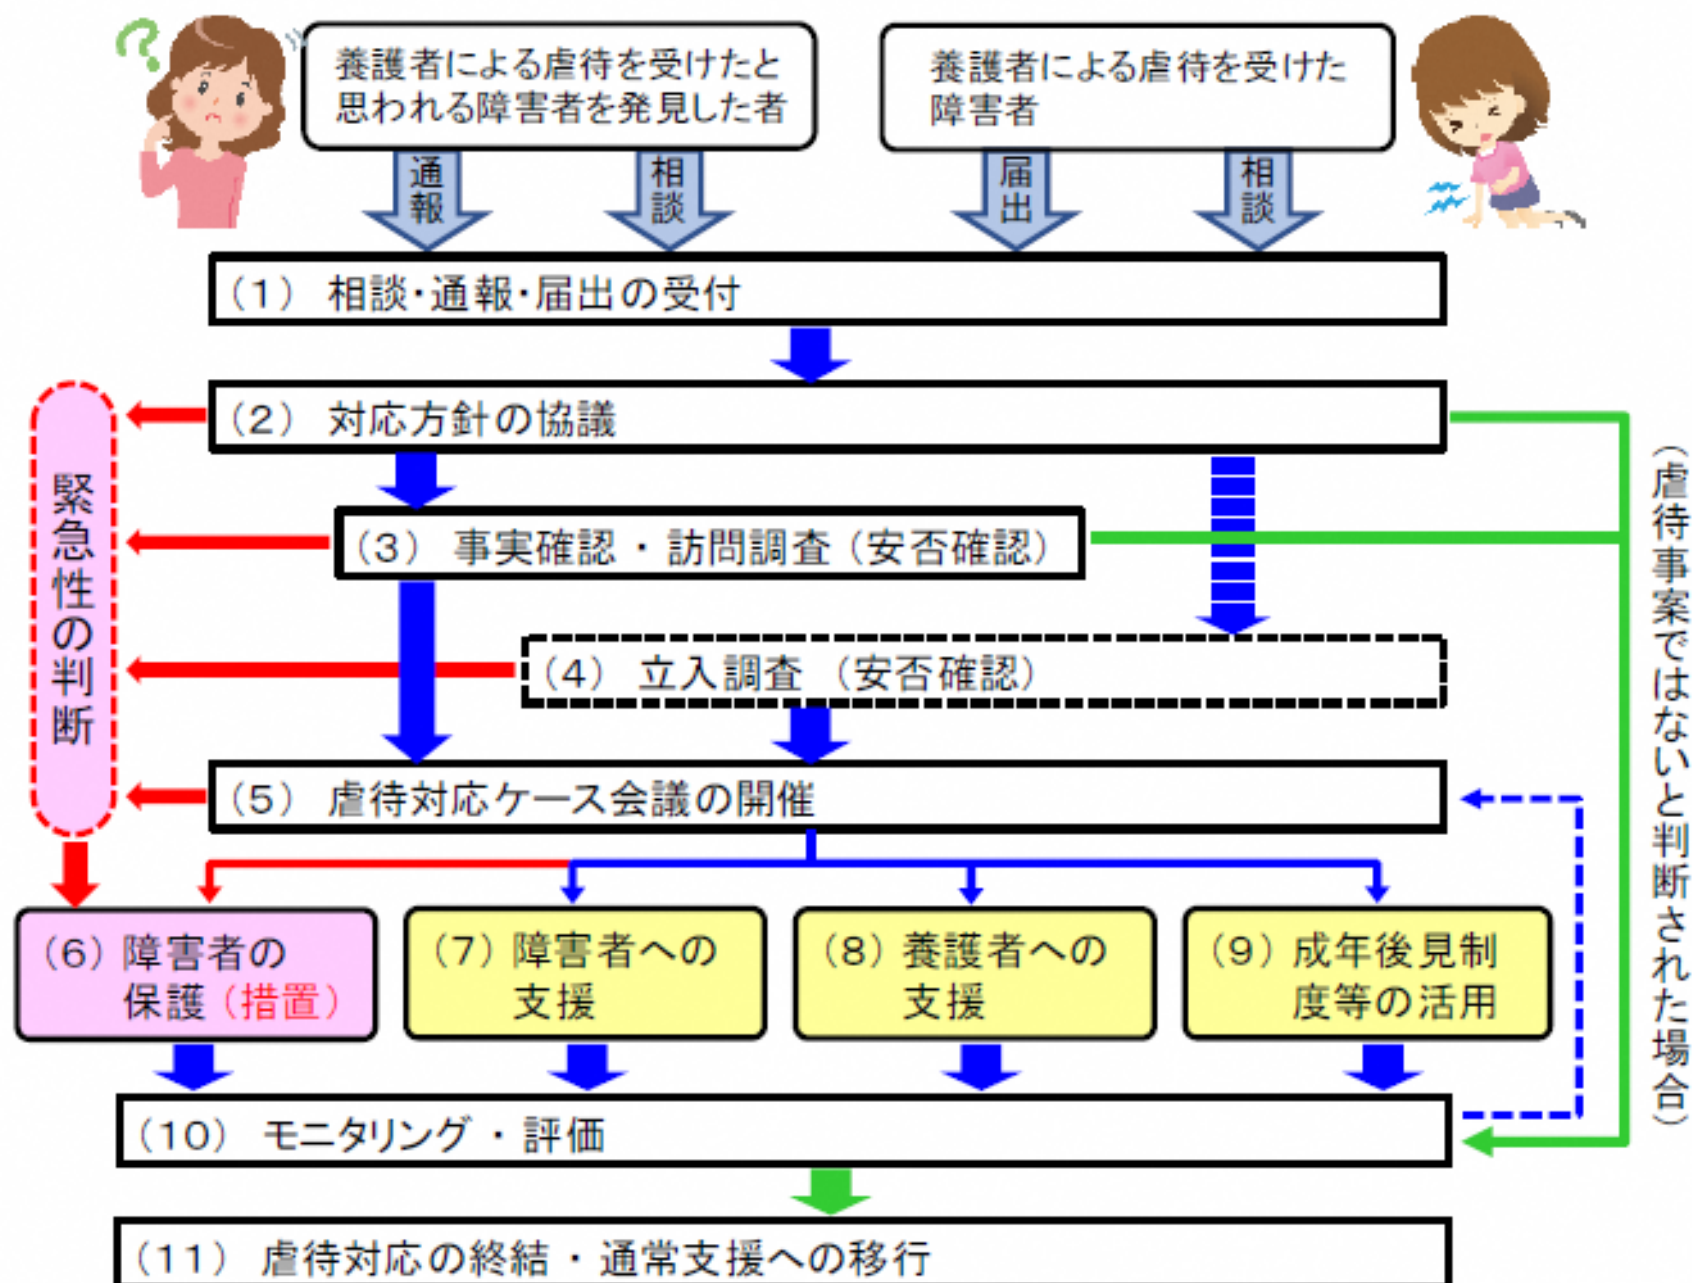 ?
養護者による虐待を受けたと
思われる障害者を発見した者
養護者による虐待を受けた
障害者
通報
相談
届出
相談
(1) 相談・通報・届出の受付
(2) 対応方針の協議
(3) 事実確認 ・ 訪問調査(安否確認)
(4) 立入調査 (安否確認)
(5) 虐待対応ケース会議の開催
緊急性の判断
(虐待事案ではないと判断された場合)
(6) 障害者の
保護(措置)
(7) 障害者への
支援
(8) 養護者への
支援
(9) 成年後見制
度等の活用
(10) モニタリング ・ 評価
(11) 虐待対応の終結 ・ 通常支援への移行